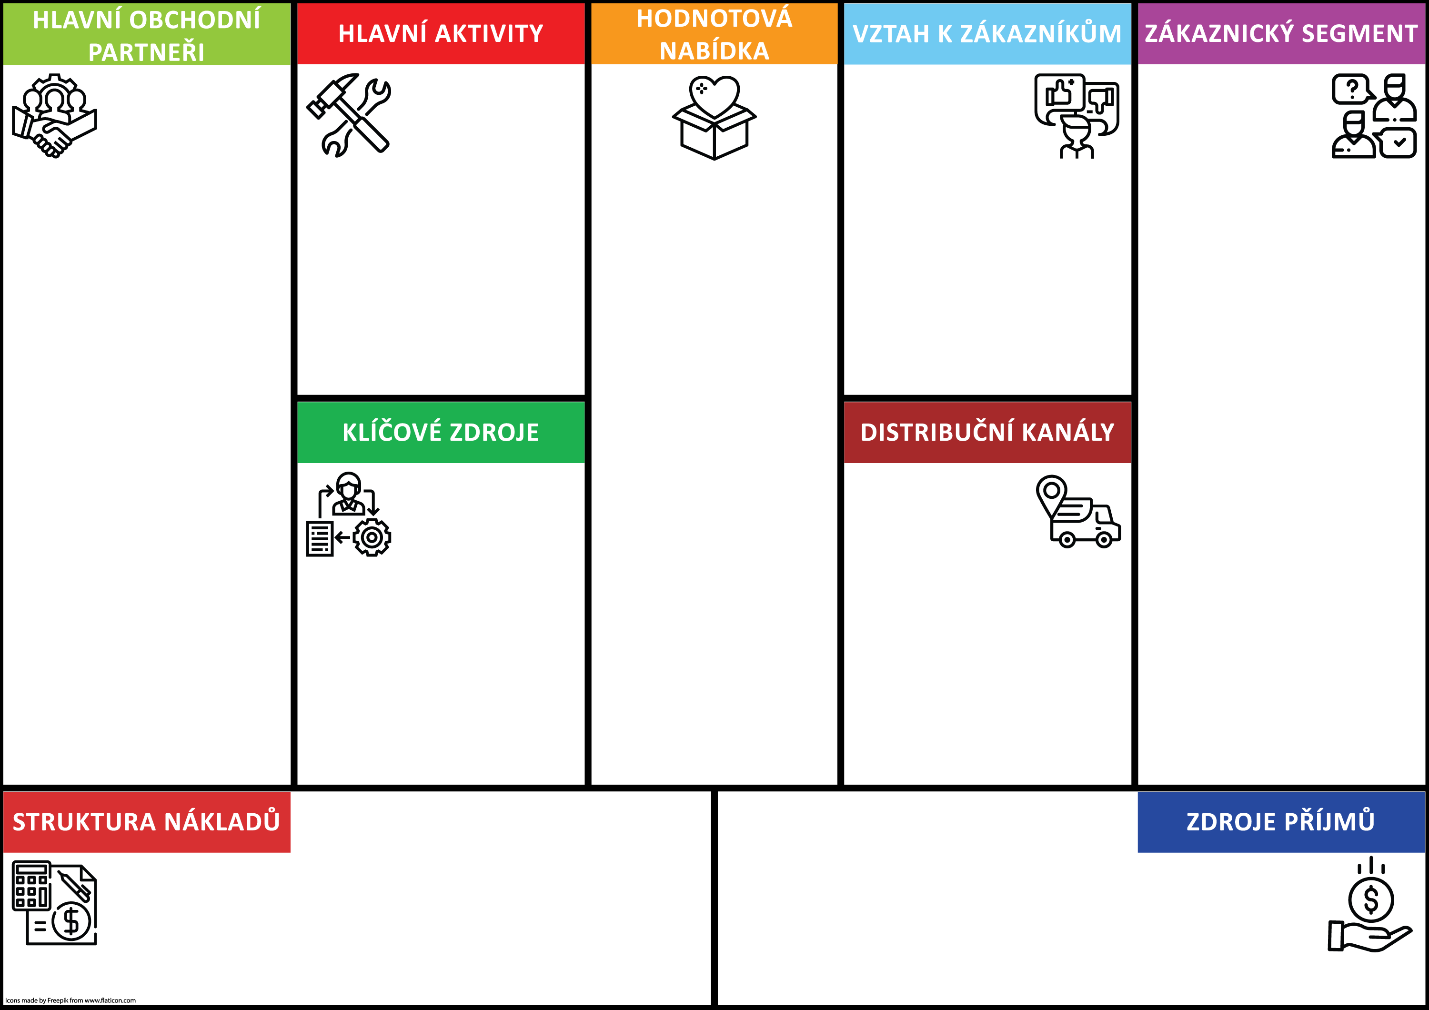 HLAVNÍ OBCHODNÍ
PARTNEŘI
HLAVNÍ AKTIVITY
HODNOTOVÁ
NABÍDKA
VZTAH K ZÁKAZNÍKŮM
ZÁKAZNICKÝ SEGMENT
?
KLÍČOVÉ ZDROJE
DISTRIBUČNÍ KANÁLY
STRUKTURA NÁKLADŮ
$
ZDROJE PŘÍJMŮ
$
Icons made by Freepik from www.flaticon.com